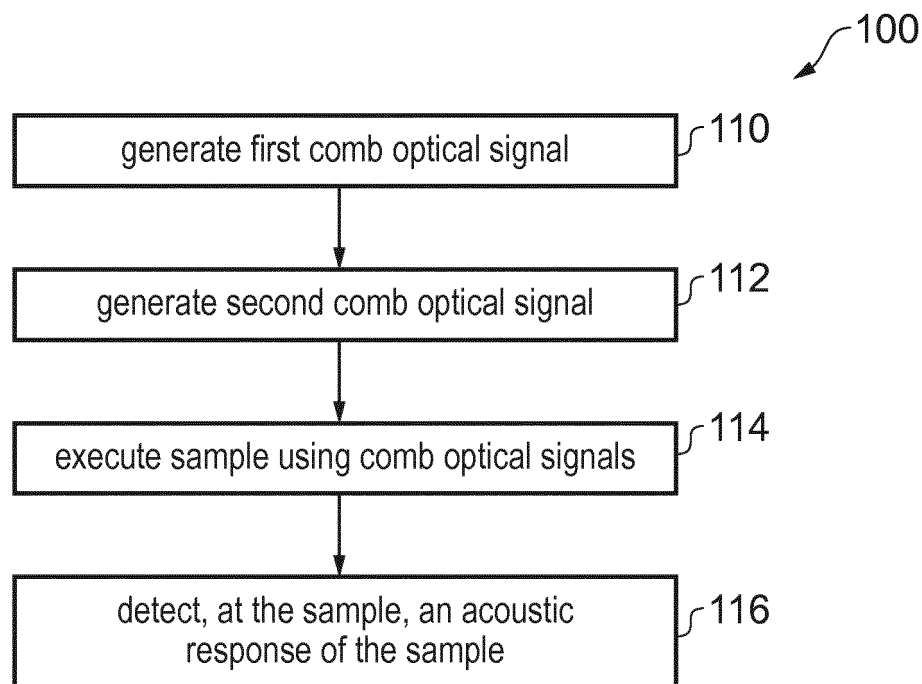 100
generate first comb optical signal
110
generate second comb optical signal
112
execute sample using comb optical signals
114
detect, at the sample, an acoustic
response of the sample
116